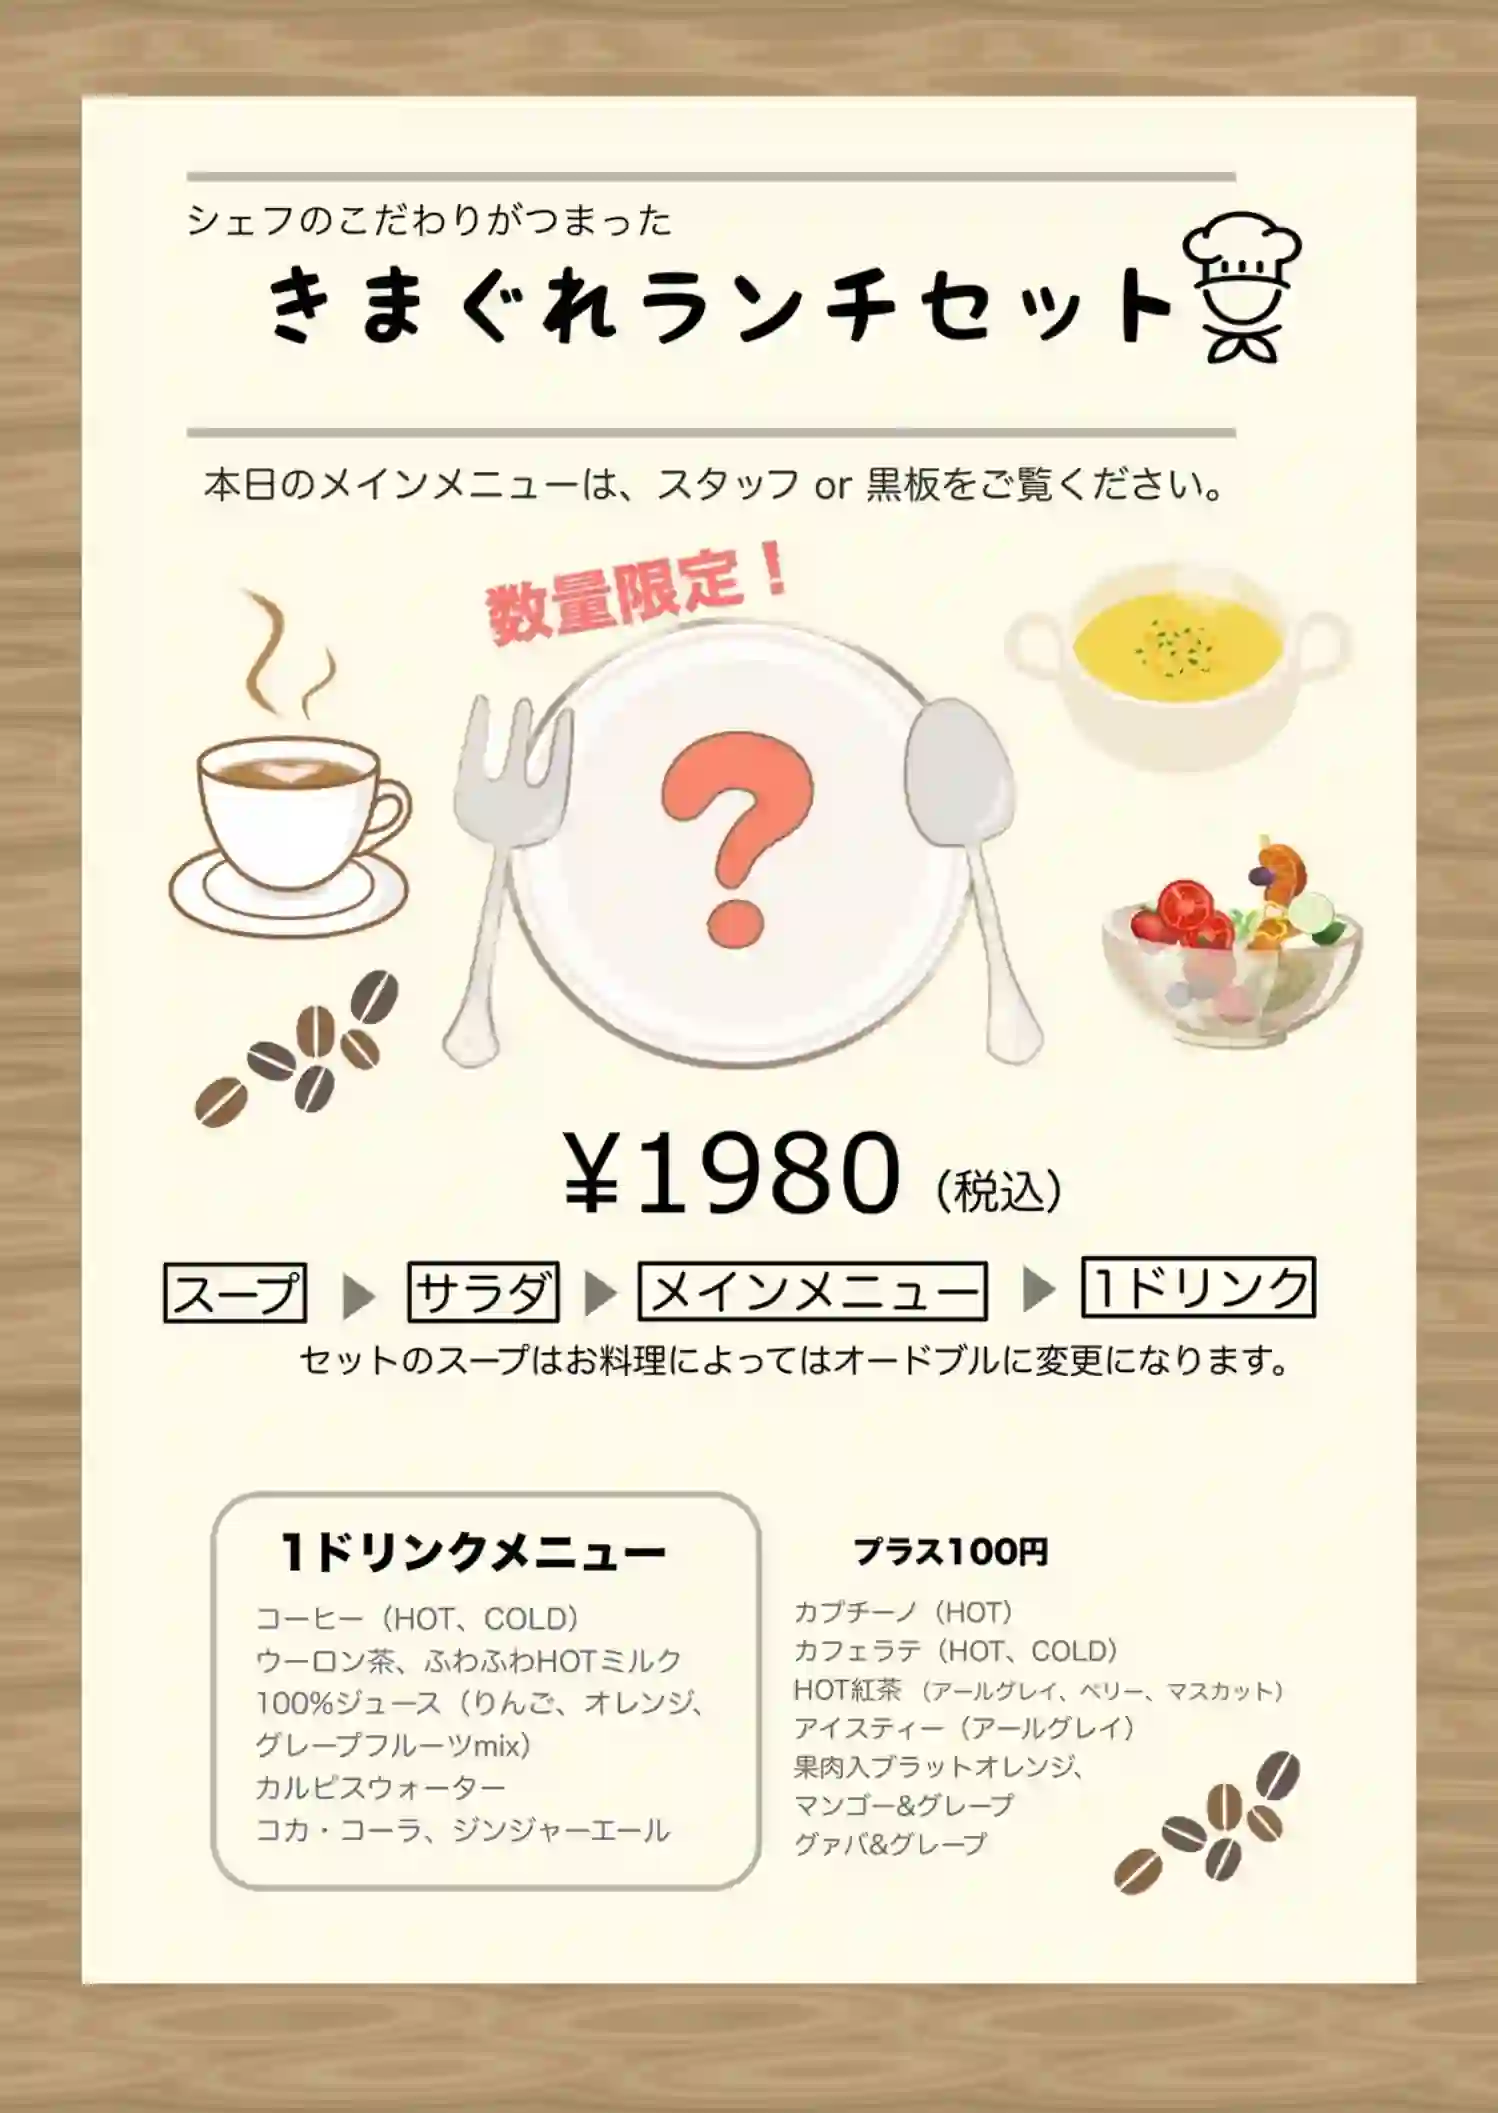 シェフのこだわりがつまった
きまぐれランチセット
本日のメインメニューは、スタッフ or 黒板をご覧ください。
数量限定！
?
¥1980（税込）
スープ ▶ サラダ ▶ メインメニュー ▶ 1ドリンク
セットのスープはお料理によってはオードブルに変更になります。
1ドリンクメニュー
コーヒー（HOT、COLD）
ウーロン茶、ふわふわHOTミルク
100%ジュース（りんご、オレンジ、
グレープフルーツmix）
カルピスウォーター
コカ・コーラ、ジンジャーエール
プラス100円
カプチーノ（HOT）
カフェラテ（HOT、COLD）
HOT紅茶 （アールグレイ、ベリー、マスカット）
アイスティー（アールグレイ）
果肉入ブラットオレンジ、
マンゴー&グレープ
グァバ&グレープ